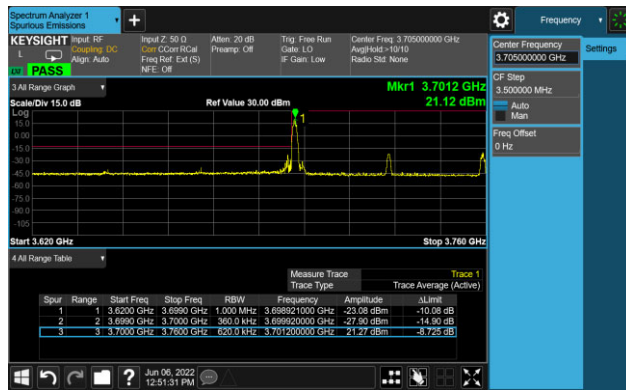 Spectrum Analyzer 1
Spurious Emissions
Frequency
KEYSIGHT Input: RF Input Z: 50 Ω Atten: 20 dB Trig: Free Run Center Freq: 3.705000000 GHz
L Coupling: DC Corr CCorr RCal Preamp: Off Gate: LO Avg|Hold:>10/10
Align: Auto Freq Ref: Ext (S) IF Gain: Low Radio Std: None
NFE: Off
LV PASS
Center Frequency
3.705000000 GHz
Settings
CF Step
3.500000 MHz
Auto
Man
Freq Offset
0 Hz
3 All Range Graph
Mkr1 3.7012 GHz
Scale/Div 15.0 dB Ref Value 30.00 dBm 21.12 dBm
Log
1
15.0
0.00
-15.0
-30.0
-45.0
-60.0
-75.0
-90.0
-105
Start 3.620 GHz Stop 3.760 GHz
4 All Range Table
Measure Trace Trace 1
Trace Type Trace Average (Active)
Spur Range Start Freq Stop Freq RBW Frequency Amplitude ΔLimit
1 1 3.6200 GHz 3.6990 GHz 1.000 MHz 3.698921000 GHz -23.08 dBm -10.08 dB
2 2 3.6990 GHz 3.7000 GHz 360.0 kHz 3.699920000 GHz -27.90 dBm -14.90 dB
3 3 3.7000 GHz 3.7600 GHz 620.0 kHz 3.701200000 GHz 21.27 dBm -8.725 dB
?
Jun 06, 2022
12:51:31 PM